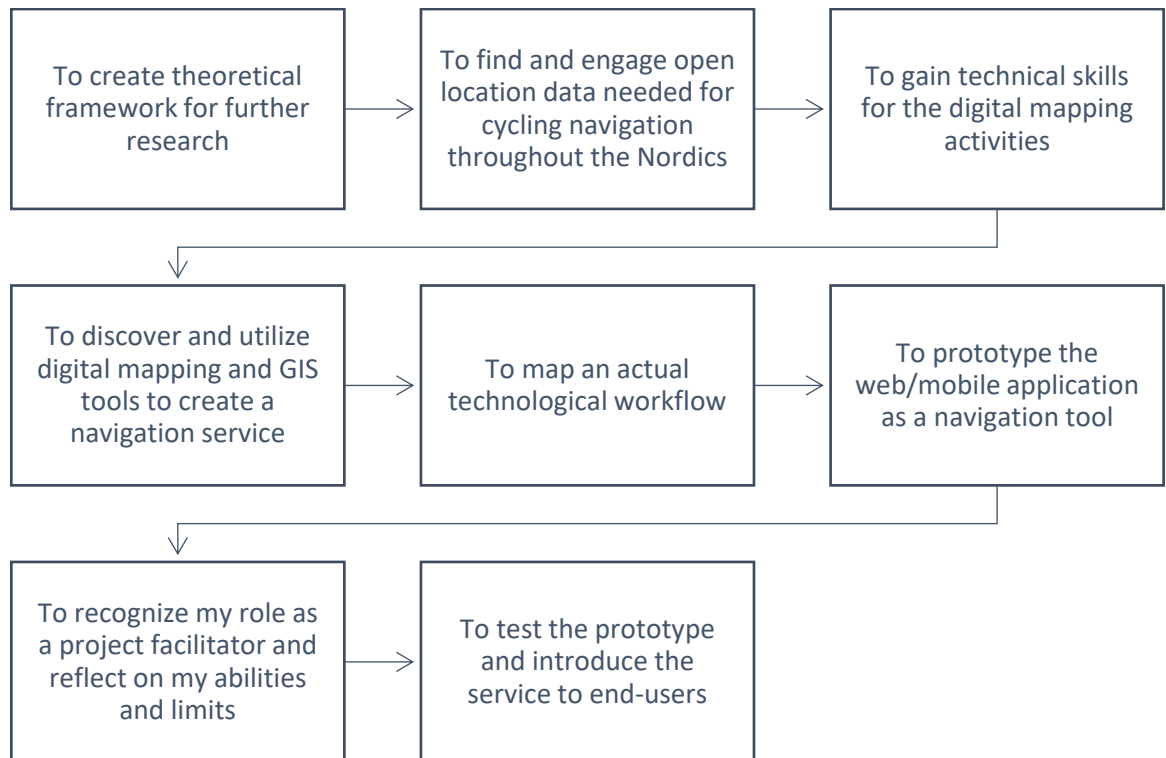 To create theoretical
framework for further
research
To find and engage open
location data needed for
cycling navigation
throughout the Nordics
To gain technical skills
for the digital mapping
activities
To discover and utilize
digital mapping and GIS
tools to create a
navigation service
To map an actual
technological workflow
To prototype the
web/mobile application
as a navigation tool
To recognize my role as
a project facilitator and
reflect on my abilities
and limits
To test the prototype
and introduce the
service to end-users